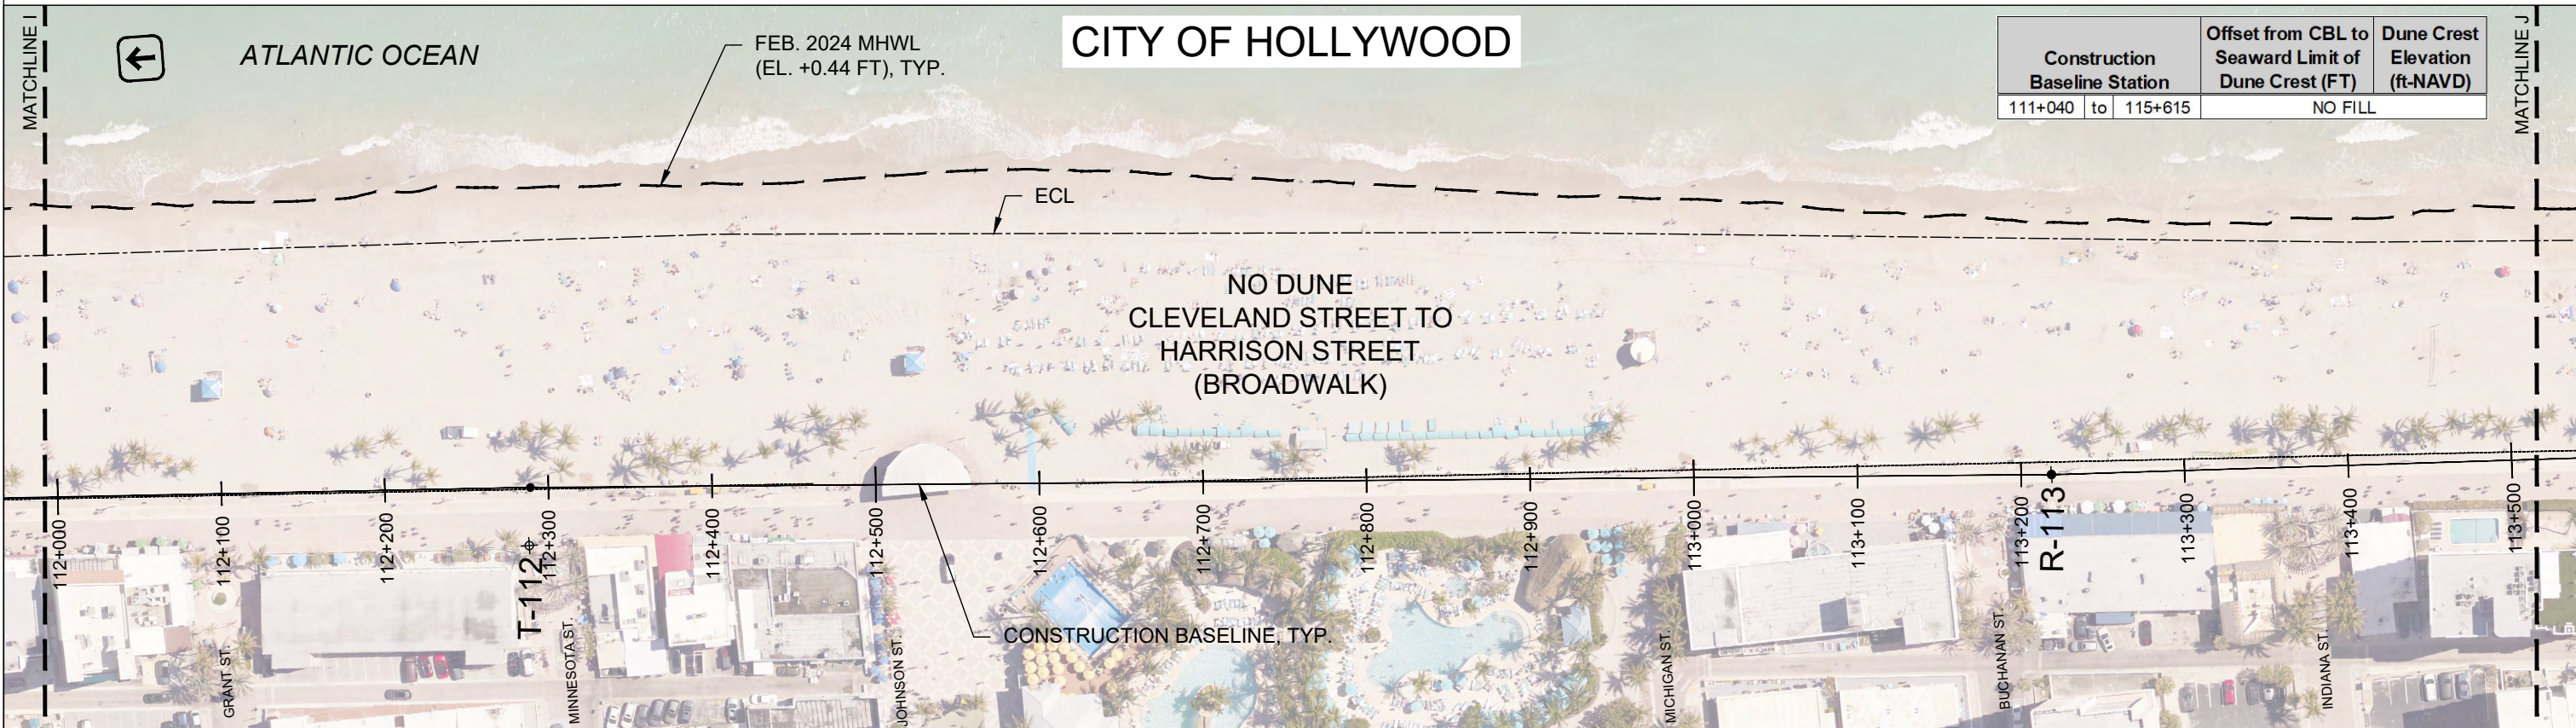 MATCHLINE I
ATLANTIC OCEAN
FEB. 2024 MHWL
(EL. +0.44 FT), TYP.
CITY OF HOLLYWOOD
Construction
Baseline Station
Offset from CBL to
Seaward Limit of
Dune Crest (FT)
Dune Crest
Elevation
(ft-NAVD)
111+040 to 115+615 NO FILL
MATCHLINE J
ECL
NO DUNE
CLEVELAND STREET TO
HARRISON STREET
(BROADWALK)
112+000
112+100
112+200
T-112
112+300
112+400
112+500
112+600
112+700
112+800
112+900
113+000
113+100
113+200
R-113
113+300
113+400
113+500
CONSTRUCTION BASELINE, TYP.
GRANT ST.
MINNESOTA ST.
JOHNSON ST.
MICHIGAN ST.
BUCHANAN ST.
INDIANA ST.